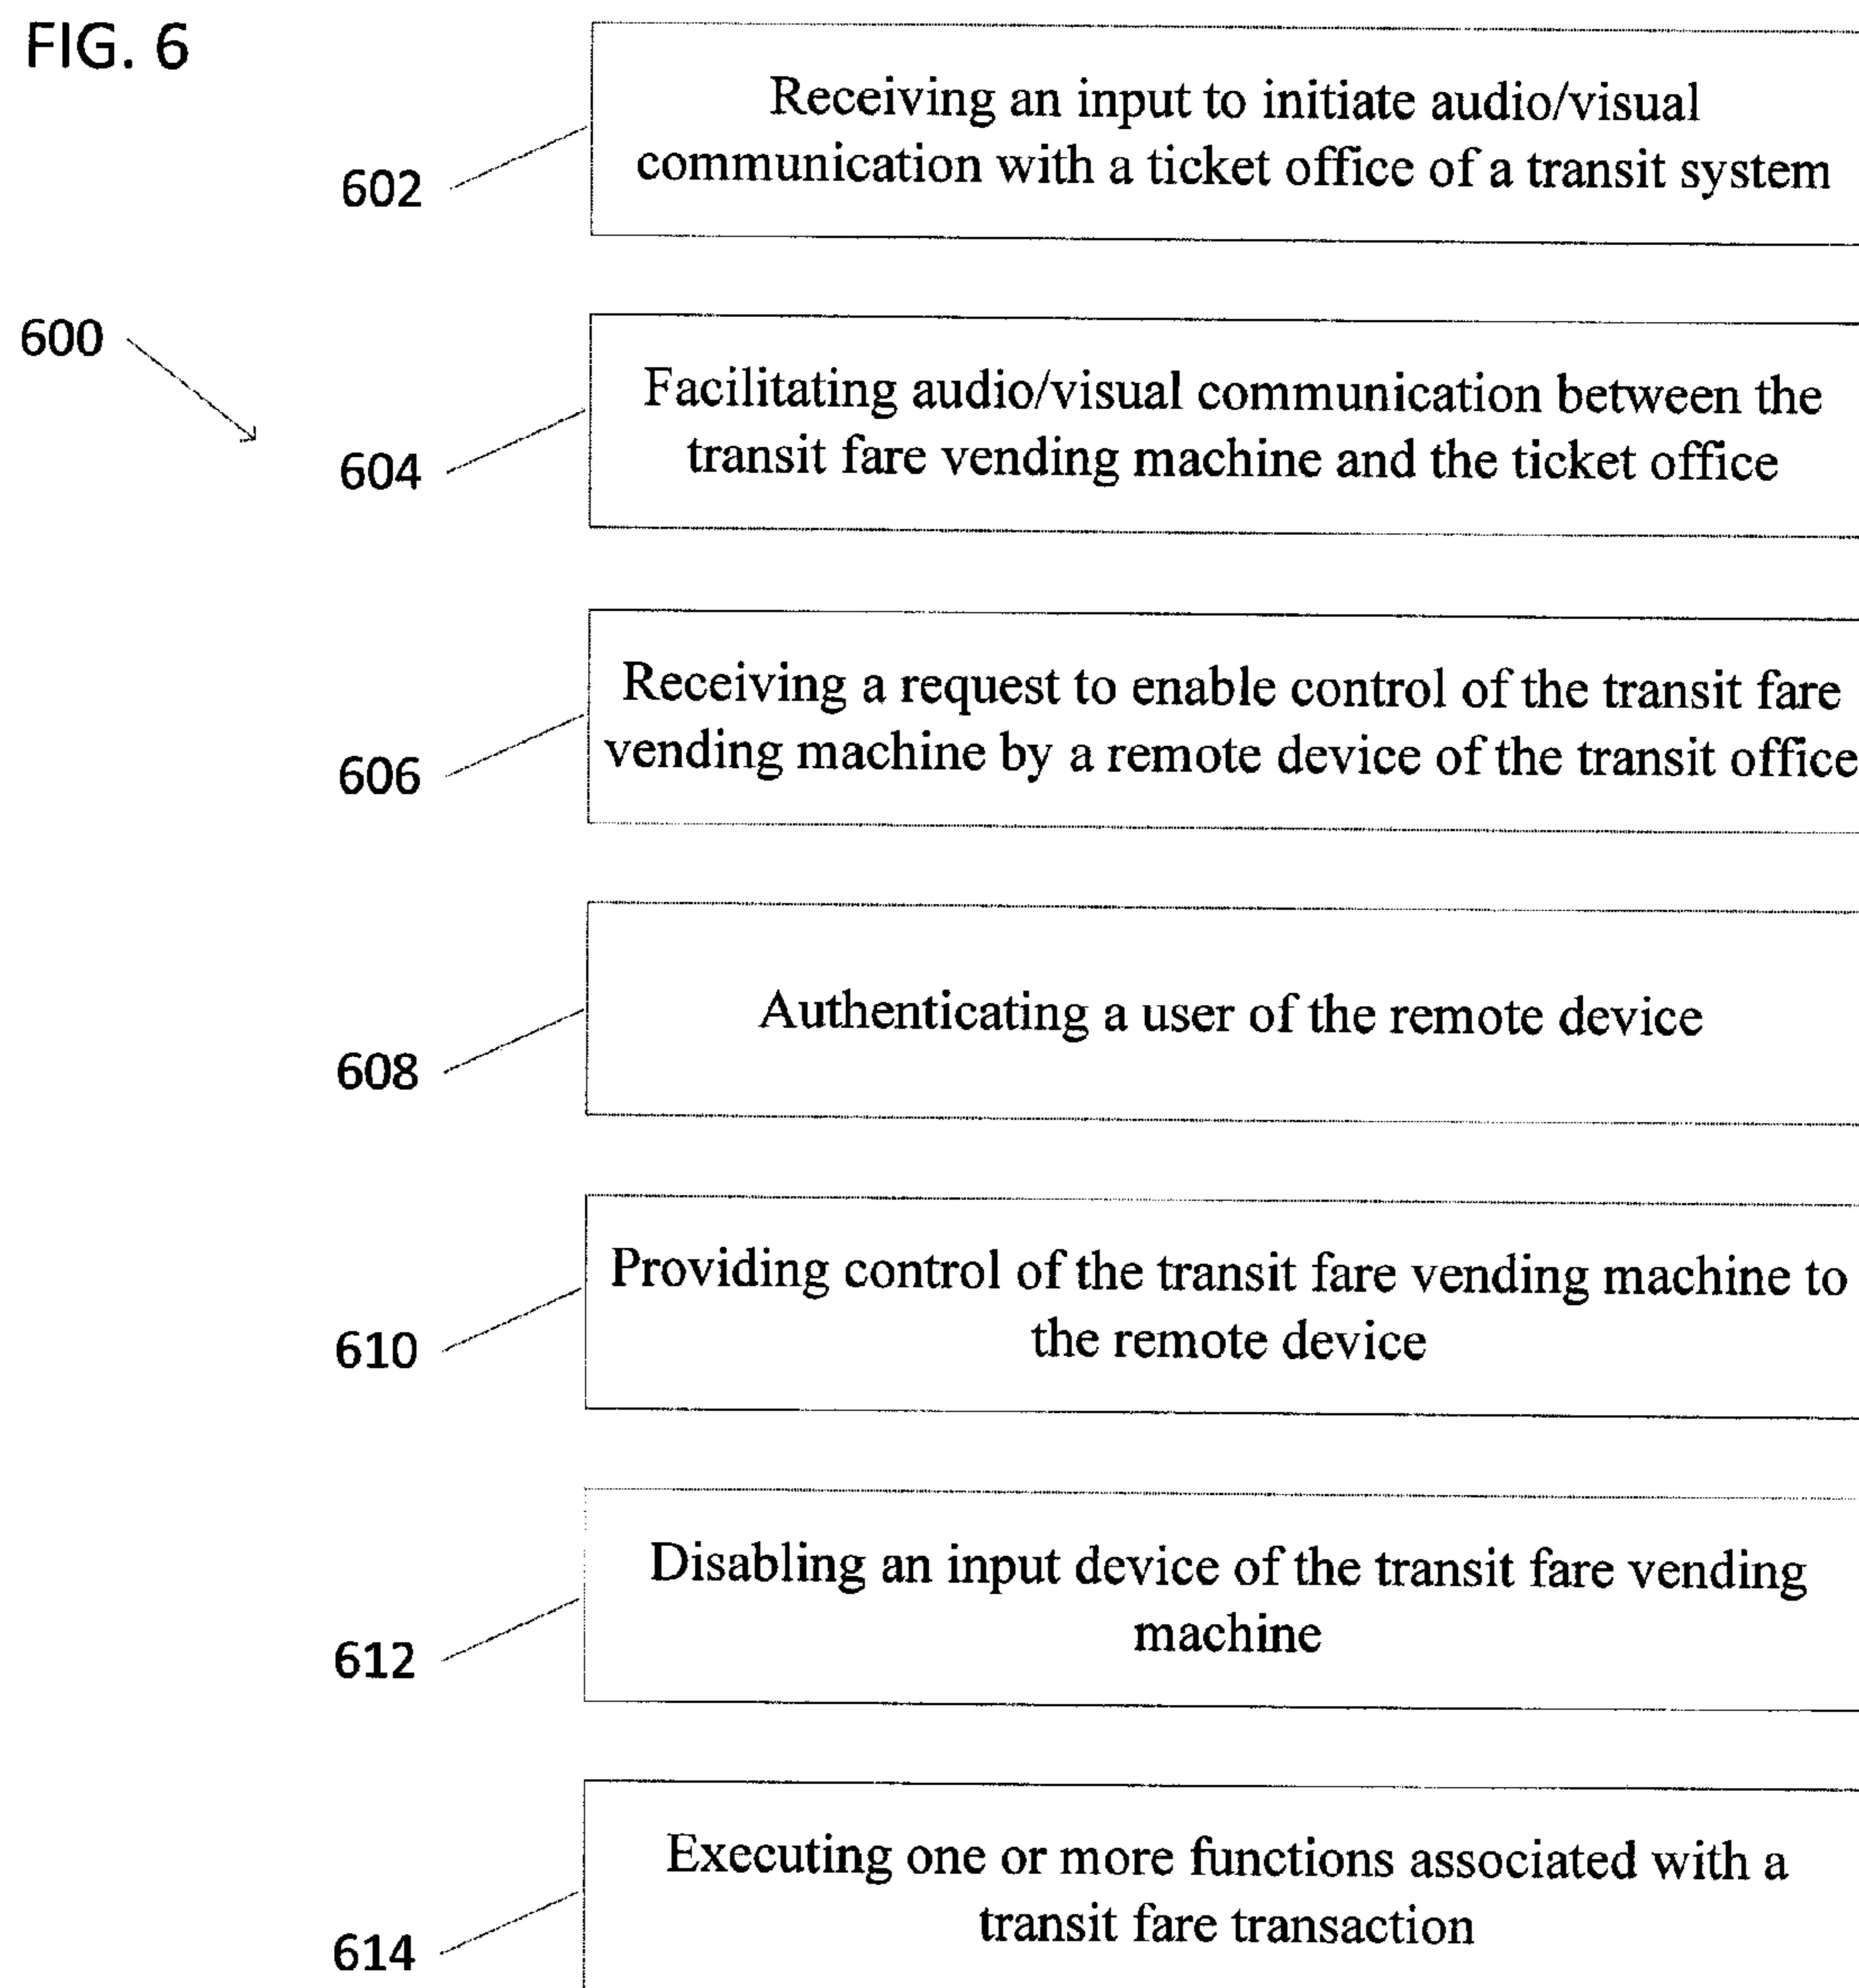 FIG. 6
Receiving an input to initiate audio/visual
communication with a ticket office of a transit system
602
600
Facilitating audio/visual communication between the
transit fare vending machine and the ticket office
604
Receiving a request to enable control of the transit fare
vending machine by a remote device of the transit office
606
Authenticating a user of the remote device
608
Providing control of the transit fare vending machine to
the remote device
610
Disabling an input device of the transit fare vending
machine
612
Executing one or more functions associated with a
transit fare transaction
614